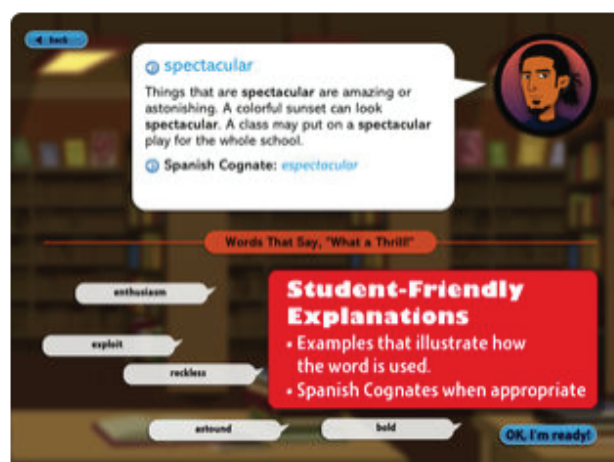 back
spectacular
Things that are spectacular are amazing or
astonishing. A colorful sunset can look
spectacular. A class may put on a spectacular
play for the whole school.
Spanish Cognate: espectacular
Words That Say, "What a Thrill!"
enthusiasm
exploit
reckless
Student-Friendly
Explanations
• Examples that illustrate how
the word is used.
• Spanish Cognates when appropriate
astound
bold
OK, I'm ready!